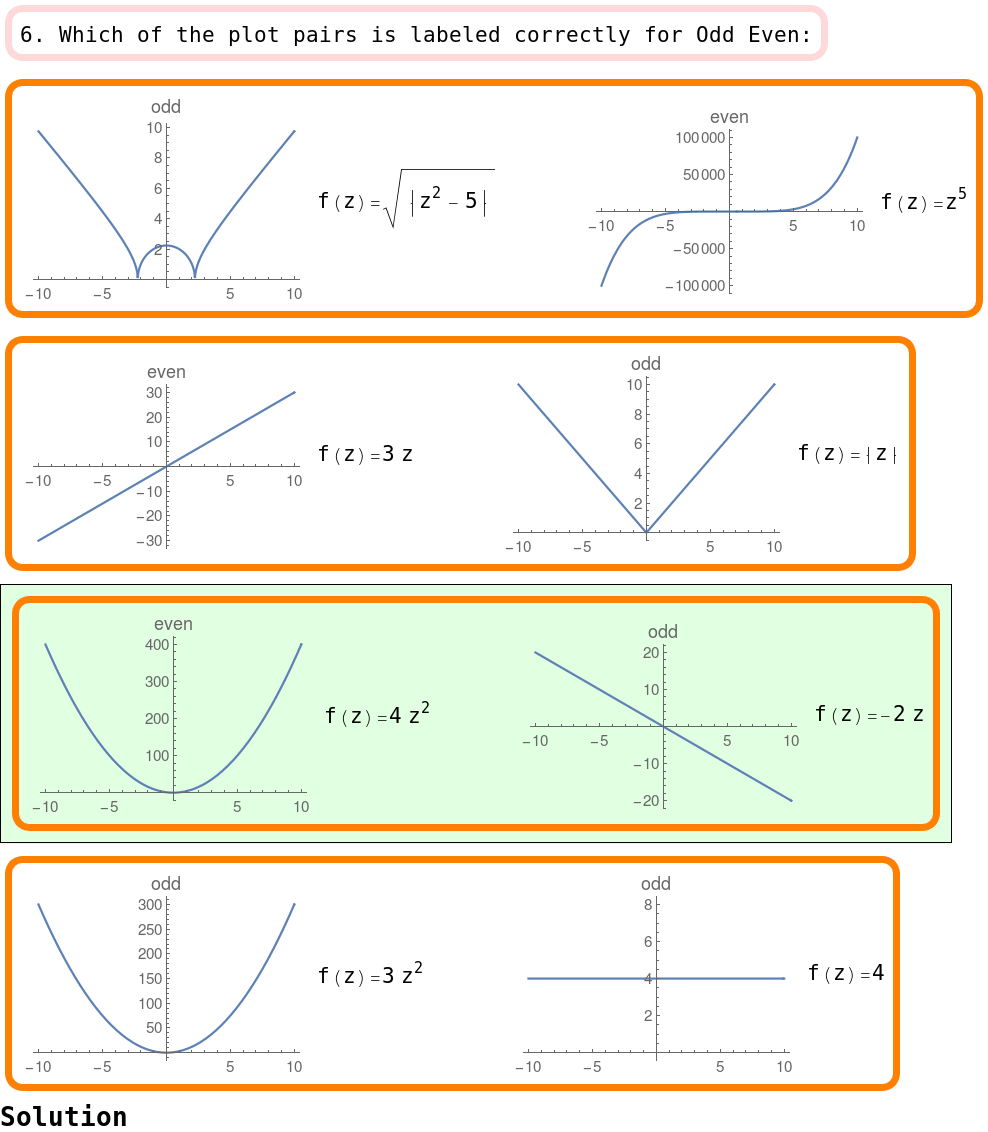 6. Which of the plot pairs is labeled correctly for Odd Even:
odd
10
8
6
4
2
−10 −5 5 10
f(z)=√|z² − 5|
even
100 000
50 000
−10 −5 5 10
−50 000
−100 000
f(z)=z⁵
even
30
20
10
−10 −5 5 10
−10
−20
−30
f(z)=3 z
odd
10
8
6
4
2
−10 −5 5 10
f(z)=|z|
even
400
300
200
100
−10 −5 5 10
f(z)=4 z²
odd
20
10
−10 −5 5 10
−10
−20
f(z)=−2 z
odd
300
250
200
150
100
50
−10 −5 5 10
f(z)=3 z²
odd
8
6
4
2
−10 −5 5 10
f(z)=4
Solution